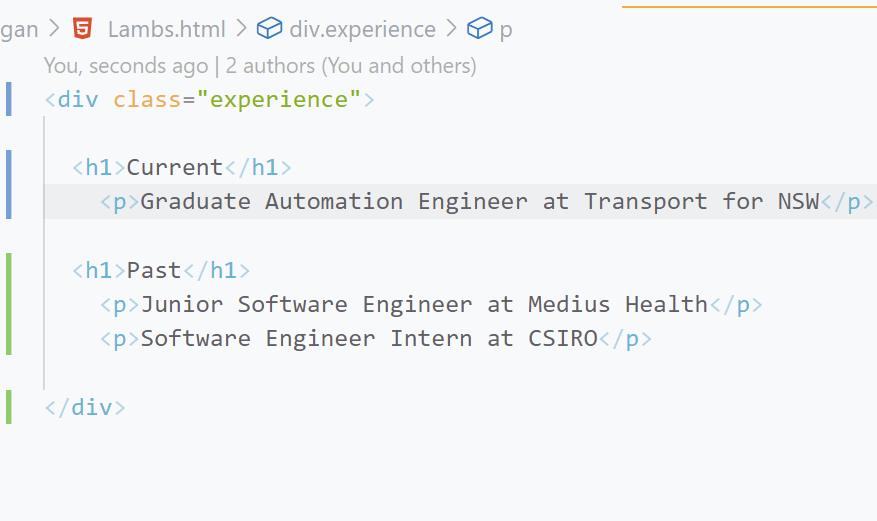 gan > Lambs.html > div.experience > p
You, seconds ago | 2 authors (You and others)
<div class="experience">
<h1>Current</h1>
<p>Graduate Automation Engineer at Transport for NSW</p>
<h1>Past</h1>
<p>Junior Software Engineer at Medius Health</p>
<p>Software Engineer Intern at CSIRO</p>
</div>